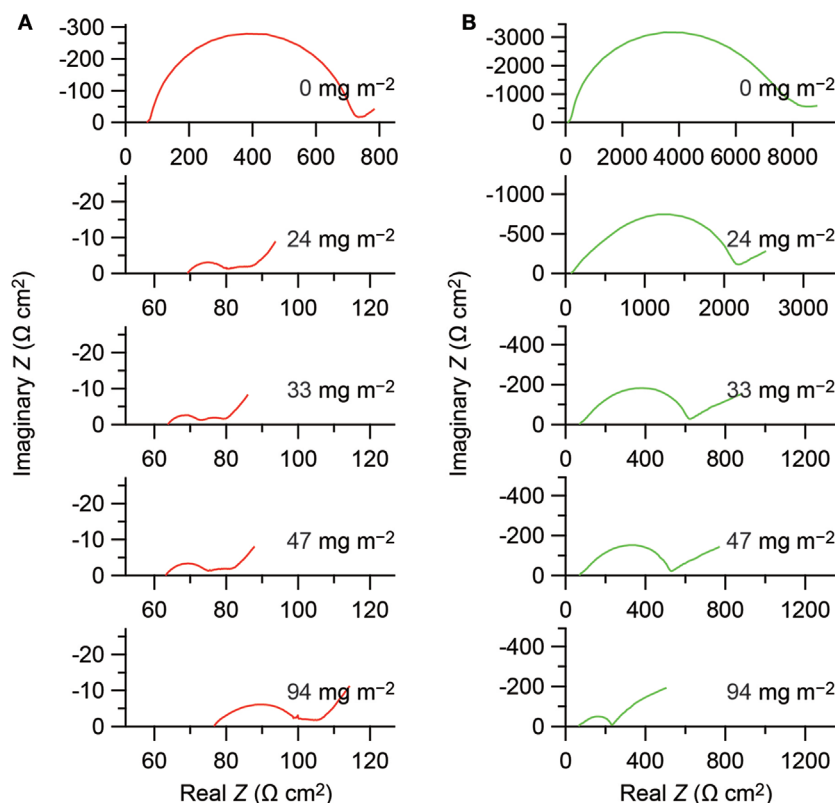 A
-300
-200
-100
0
0 mg m−2
0 200 400 600 800
-20
-10
0
24 mg m−2
60 80 100 120
-20
-10
0
33 mg m−2
60 80 100 120
-20
-10
0
47 mg m−2
60 80 100 120
-20
-10
0
94 mg m−2
60 80 100 120
Imaginary Z (Ω cm2)
Real Z (Ω cm2)
B
-3000
-2000
-1000
0
0 mg m−2
0 2000 4000 6000 8000
-1000
-500
0
24 mg m−2
0 1000 2000 3000
-400
-200
0
33 mg m−2
0 400 800 1200
-400
-200
0
47 mg m−2
0 400 800 1200
-400
-200
0
94 mg m−2
0 400 800 1200
Imaginary Z (Ω cm2)
Real Z (Ω cm2)